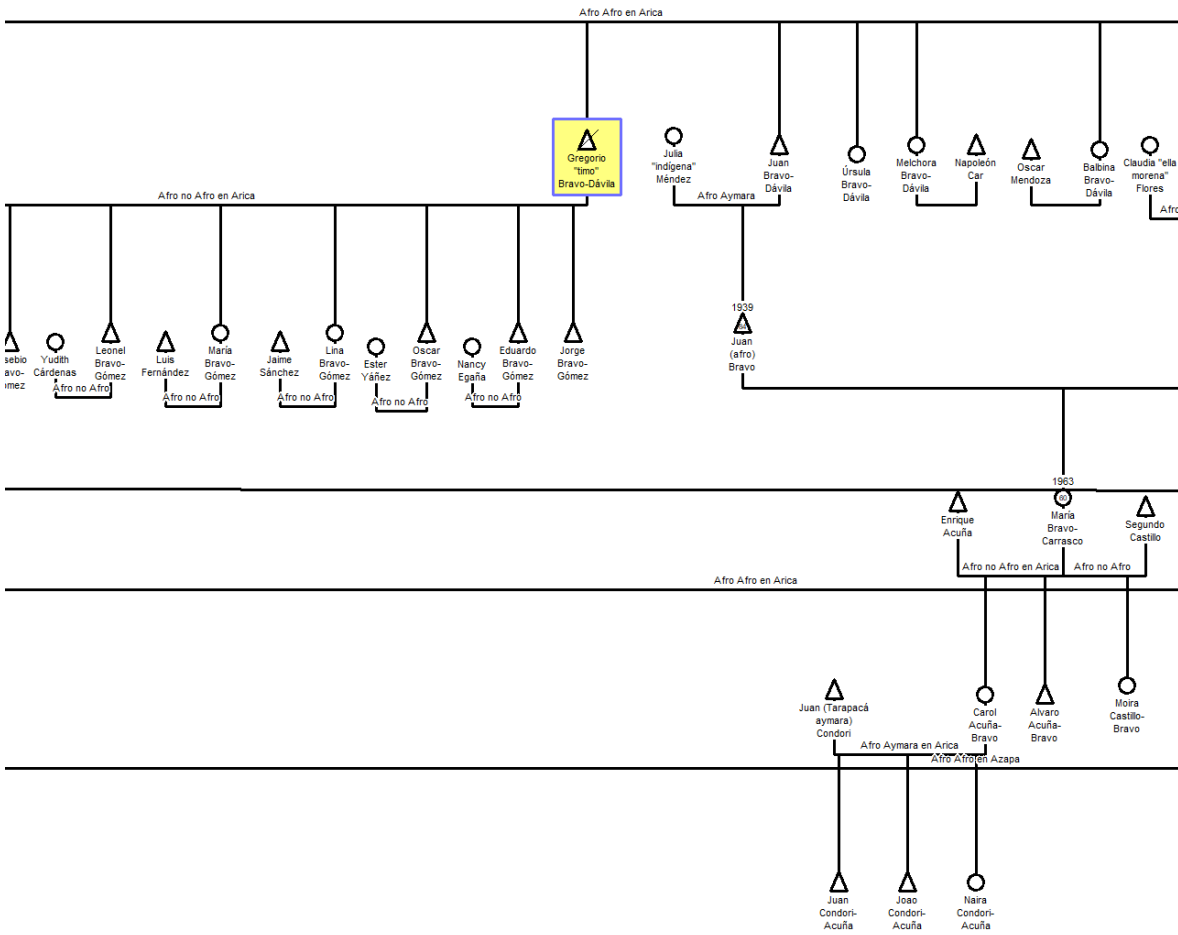 Afro Afro en Arica
Gregorio
"timo"
Bravo-Dávila
Julia
"indígena"
Méndez
Juan
Bravo-
Dávila
Úrsula
Bravo-
Dávila
Melchora
Bravo-
Dávila
Napoleón
Car
Oscar
Mendoza
Balbina
Bravo-
Dávila
Claudia "ella
morena"
Flores
Afro no Afro en Arica
Afro Aymara
Afro
1939
Juan
(afro)
Bravo
sebio
avo-
omez
Yudith
Cárdenas
Leonel
Bravo-
Gómez
Luis
Fernández
María
Bravo-
Gómez
Jaime
Sánchez
Lina
Bravo-
Gómez
Ester
Yáñez
Oscar
Bravo-
Gómez
Nancy
Egaña
Eduardo
Bravo-
Gómez
Jorge
Bravo-
Gómez
Afro no Afro
Afro no Afro
Afro no Afro
Afro no Afro
Afro no Afro
1963
60
Enrique
Acuña
María
Bravo-
Carrasco
Segundo
Castillo
Afro no Afro en Arica
Afro no Afro
Afro Afro en Arica
Juan (Tarapacá
aymara)
Condori
Carol
Acuña-
Bravo
Alvaro
Acuña-
Bravo
Moira
Castillo-
Bravo
Afro Aymara en Arica
Afro Afro en Azapa
Juan
Condori-
Acuña
Joao
Condori-
Acuña
Naira
Condori-
Acuña